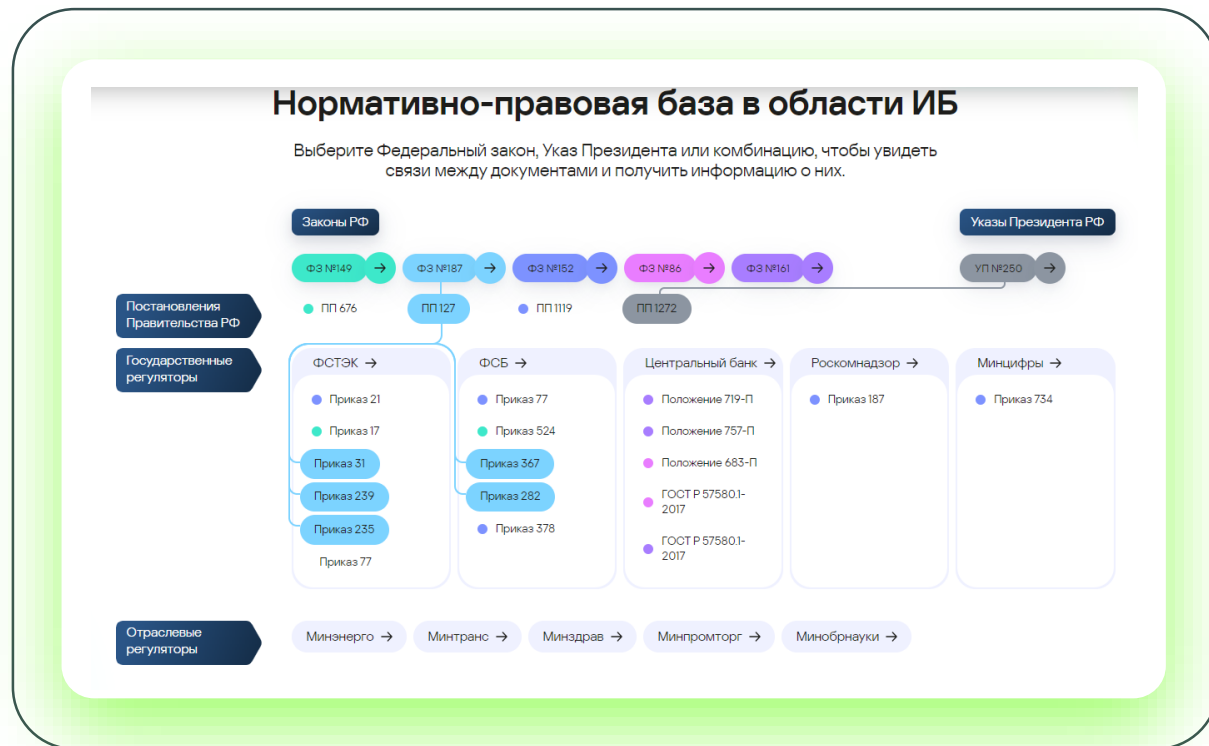 Нормативно-правовая база в области ИБ
Выберите Федеральный закон, Указ Президента или комбинацию, чтобы увидеть
связи между документами и получить информацию о них.
Законы РФ
Указы Президента РФ
ФЗ №149 →
ФЗ №187 →
ФЗ №152 →
ФЗ №86 →
ФЗ №161 →
УП №250 →
Постановления
Правительства РФ
ПП 676
ПП 127
ПП 1119
ПП 1272
Государственные
регуляторы
ФСТЭК →
Приказ 21
Приказ 17
Приказ 31
Приказ 239
Приказ 235
Приказ 77
ФСБ →
Приказ 77
Приказ 524
Приказ 367
Приказ 282
Приказ 378
Центральный банк →
Положение 719-П
Положение 757-П
Положение 683-П
ГОСТ Р 57580.1-
2017
ГОСТ Р 57580.1-
2017
Роскомнадзор →
Приказ 187
Минцифры →
Приказ 734
Отраслевые
регуляторы
Минэнерго →
Минтранс →
Минздрав →
Минпромторг →
Минобрнауки →